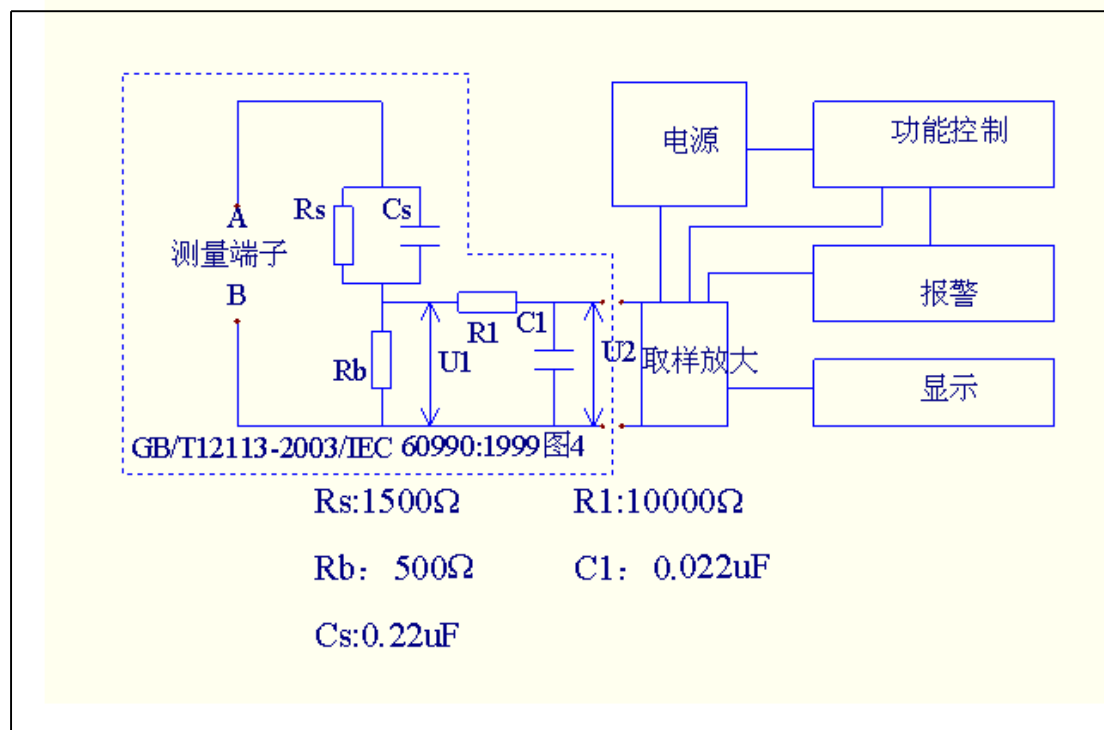 电源
功能控制
Rs
Cs
A
测量端子
B
报警
R1
C1
Rb
U1
U2
取样放大
显示
GB/T12113-2003/IEC 60990:1999图4
Rs:1500Ω
R1:10000Ω
Rb: 500Ω
C1: 0.022uF
Cs:0.22uF